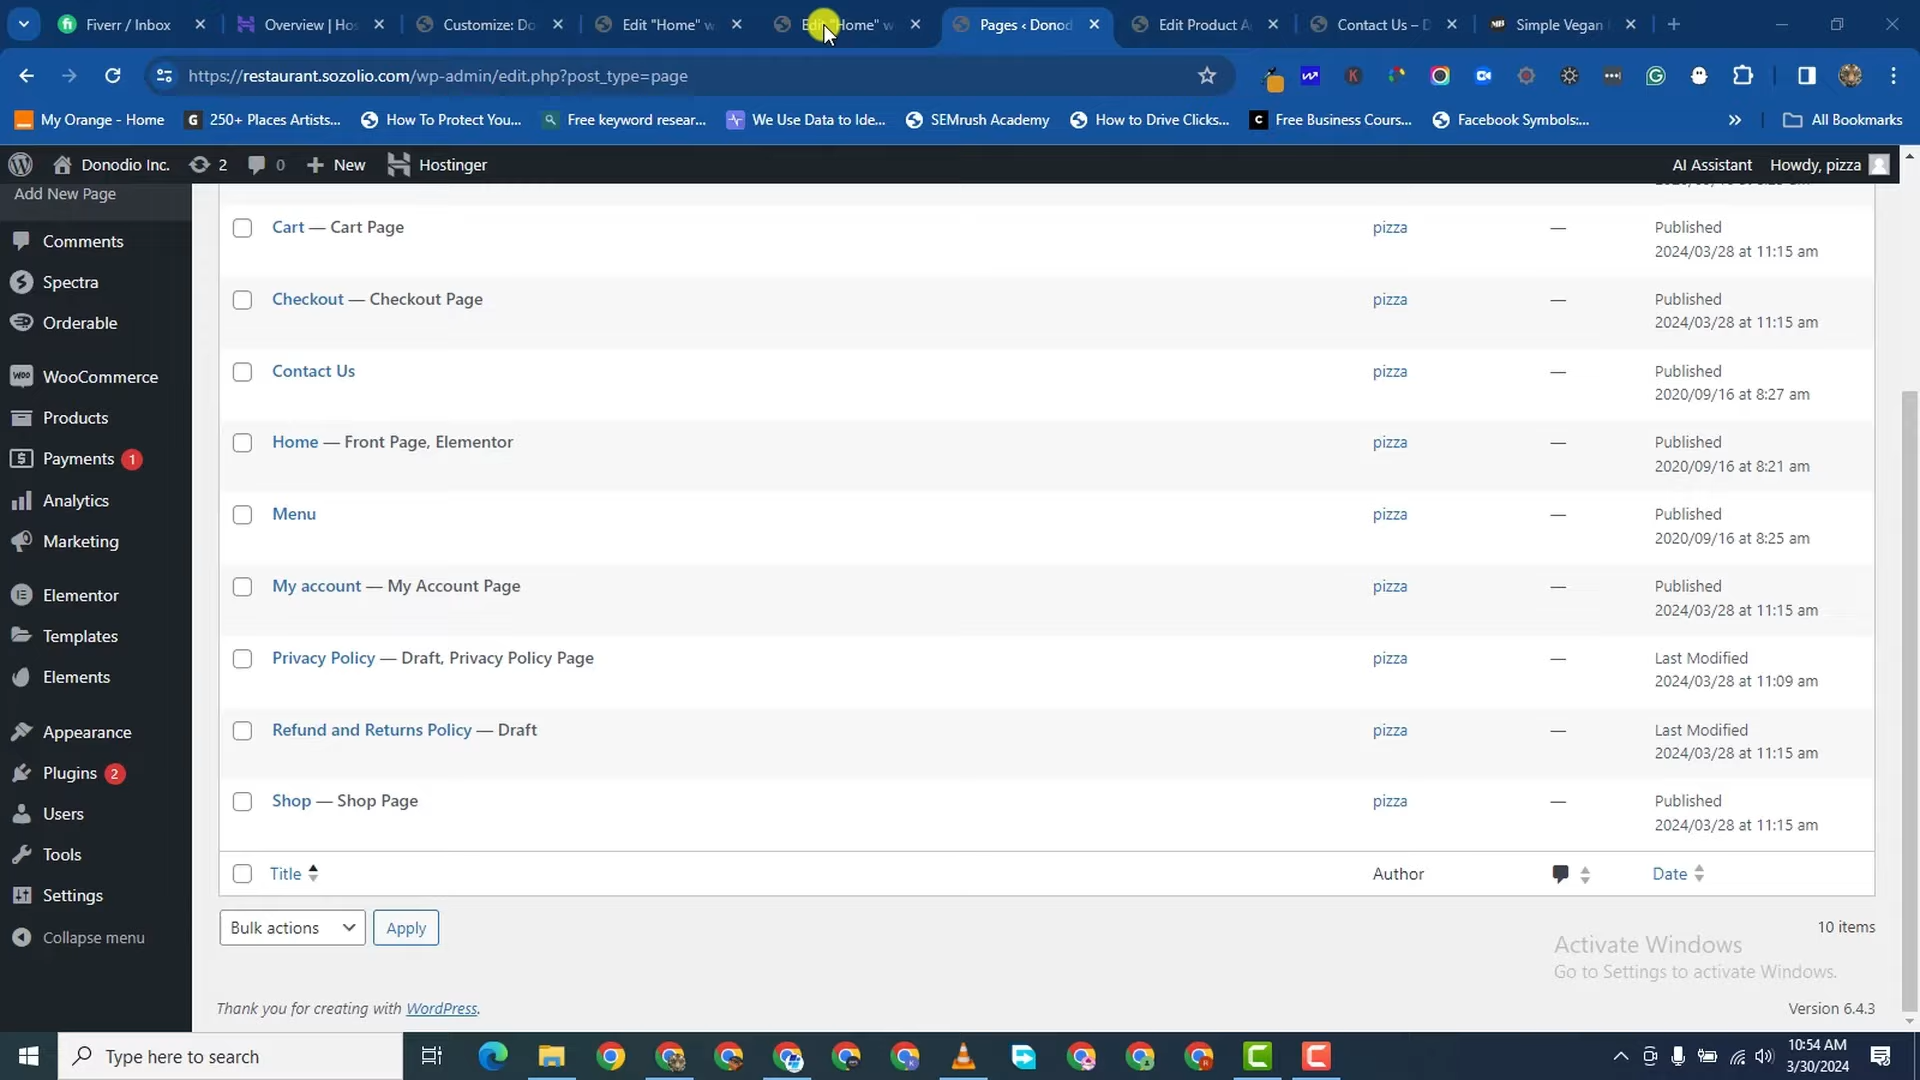 Fiverr / Inbox
Overview | Hos
Customize: Do
Edit "Home" w
Edit "Home" w
Pages ‹ Donod
Edit Product A
Contact Us – D
Simple Vegan
https://restaurant.sozolio.com/wp-admin/edit.php?post_type=page
My Orange - Home
250+ Places Artists...
How To Protect You...
Free keyword resear...
We Use Data to Ide...
SEMrush Academy
How to Drive Clicks...
Free Business Cours...
Facebook Symbols:...
All Bookmarks
Donodio Inc.
2
0
New
Hostinger
AI Assistant
Howdy, pizza
Add New Page
Comments
Spectra
Orderable
WooCommerce
Products
Payments 1
Analytics
Marketing
Elementor
Templates
Elements
Appearance
Plugins 2
Users
Tools
Settings
Collapse menu
Cart — Cart Page pizza — Published
2024/03/28 at 11:15 am
Checkout — Checkout Page pizza — Published
2024/03/28 at 11:15 am
Contact Us pizza — Published
2020/09/16 at 8:27 am
Home — Front Page, Elementor pizza — Published
2020/09/16 at 8:21 am
Menu pizza — Published
2020/09/16 at 8:25 am
My account — My Account Page pizza — Published
2024/03/28 at 11:15 am
Privacy Policy — Draft, Privacy Policy Page pizza — Last Modified
2024/03/28 at 11:09 am
Refund and Returns Policy — Draft pizza — Last Modified
2024/03/28 at 11:15 am
Shop — Shop Page pizza — Published
2024/03/28 at 11:15 am
Title Author Date
Bulk actions Apply
10 items
Activate Windows
Go to Settings to activate Windows.
Thank you for creating with WordPress.
Version 6.4.3
Type here to search
10:54 AM
3/30/2024